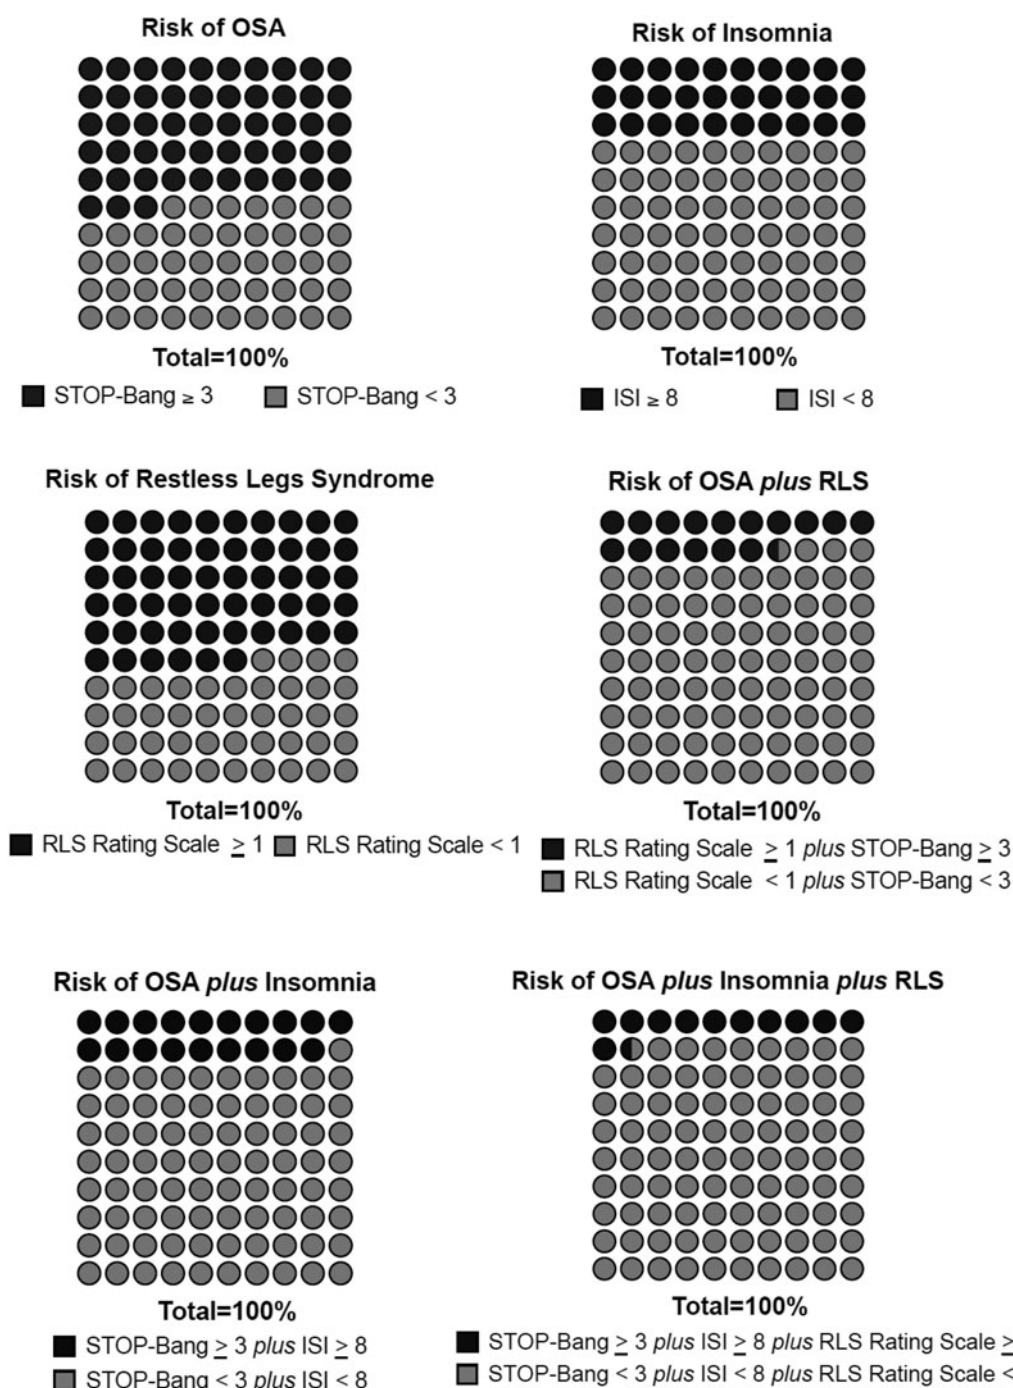 Risk of OSA
Total=100%
STOP-Bang ≥ 3 STOP-Bang < 3
Risk of Insomnia
Total=100%
ISI ≥ 8 ISI < 8
Risk of Restless Legs Syndrome
Total=100%
RLS Rating Scale ≥ 1 RLS Rating Scale < 1
Risk of OSA plus RLS
Total=100%
RLS Rating Scale ≥ 1 plus STOP-Bang ≥ 3
RLS Rating Scale < 1 plus STOP-Bang < 3
Risk of OSA plus Insomnia
Total=100%
STOP-Bang ≥ 3 plus ISI ≥ 8
STOP-Bang < 3 plus ISI < 8
Risk of OSA plus Insomnia plus RLS
Total=100%
STOP-Bang ≥ 3 plus ISI ≥ 8 plus RLS Rating Scale ≥
STOP-Bang < 3 plus ISI < 8 plus RLS Rating Scale <